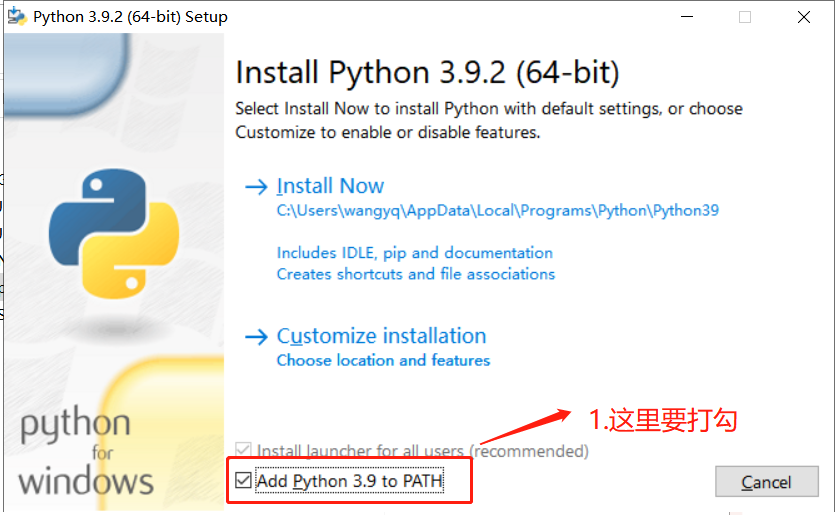 Python 3.9.2 (64-bit) Setup
Install Python 3.9.2 (64-bit)
Select Install Now to install Python with default settings, or choose
Customize to enable or disable features.
Install Now
C:\Users\wangyq\AppData\Local\Programs\Python\Python39
Includes IDLE, pip and documentation
Creates shortcuts and file associations
Customize installation
Choose location and features
1.这里要打勾
Install launcher for all users (recommended)
Add Python 3.9 to PATH
Cancel
python
for
windows